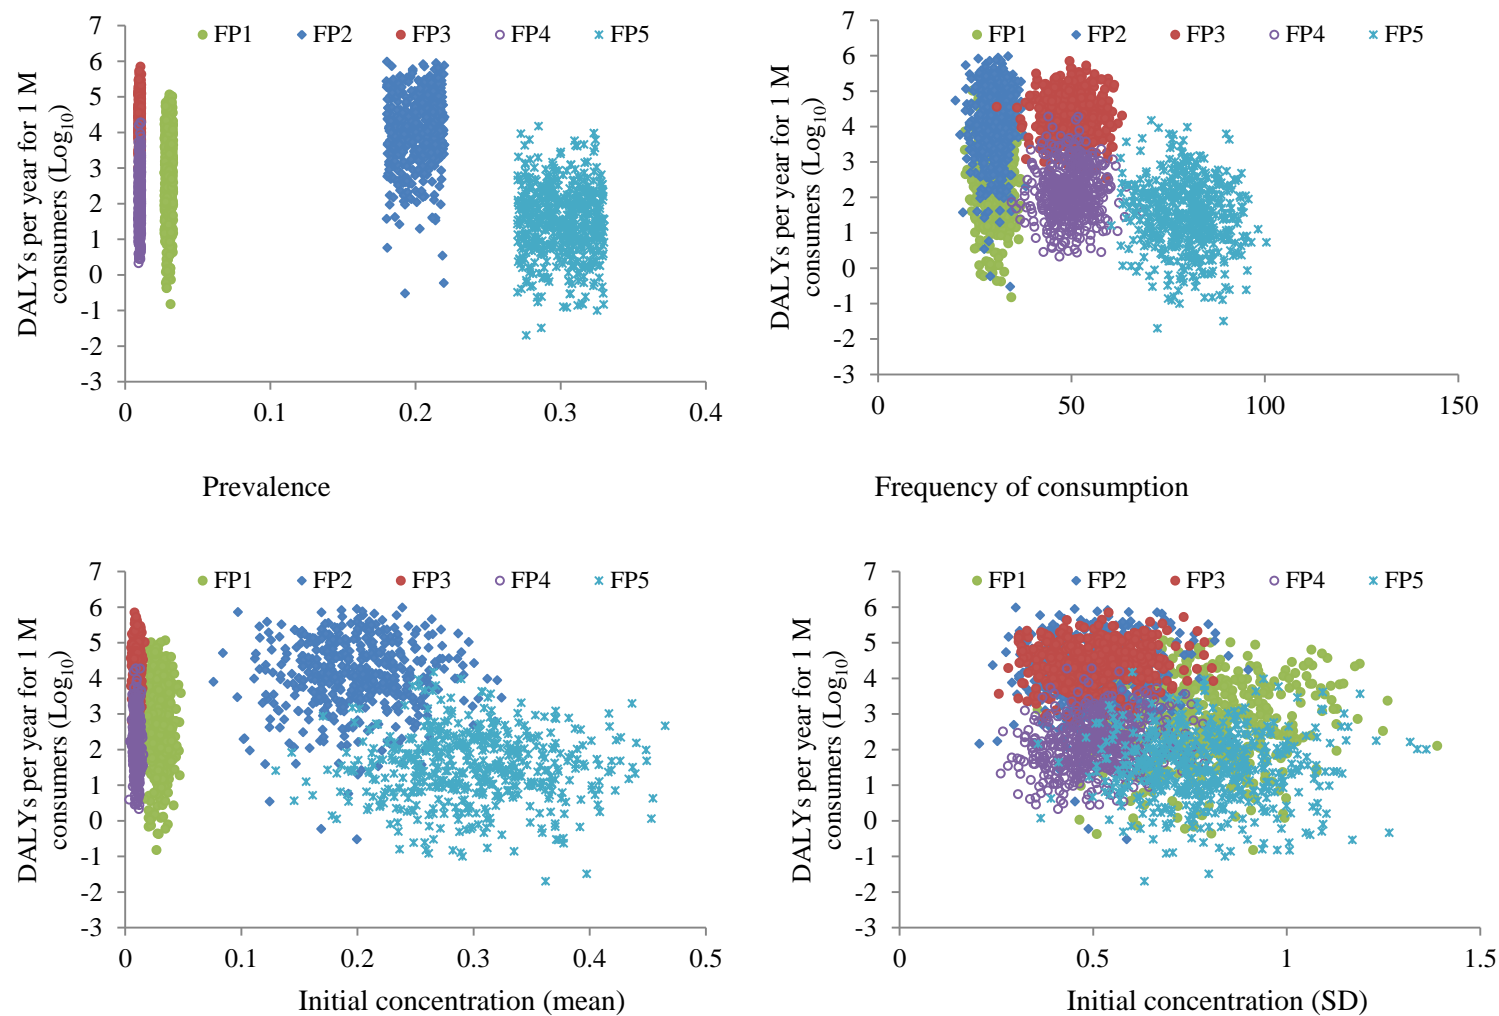 FP1 FP2 FP3 FP4 FP5
DALYs per year for 1 M
consumers (Log10)
7
6
5
4
3
2
1
0
-1
-2
-3
0 0.1 0.2 0.3 0.4
Prevalence
FP1 FP2 FP3 FP4 FP5
DALYs per year for 1 M
consumers (Log10)
7
6
5
4
3
2
1
0
-1
-2
-3
0 50 100 150
Frequency of consumption
FP1 FP2 FP3 FP4 FP5
DALYs per year for 1 M
consumers (Log10)
7
6
5
4
3
2
1
0
-1
-2
-3
0 0.1 0.2 0.3 0.4 0.5
Initial concentration (mean)
FP1 FP2 FP3 FP4 FP5
DALYs per year for 1 M
consumers (Log10)
7
6
5
4
3
2
1
0
-1
-2
-3
0 0.5 1 1.5
Initial concentration (SD)